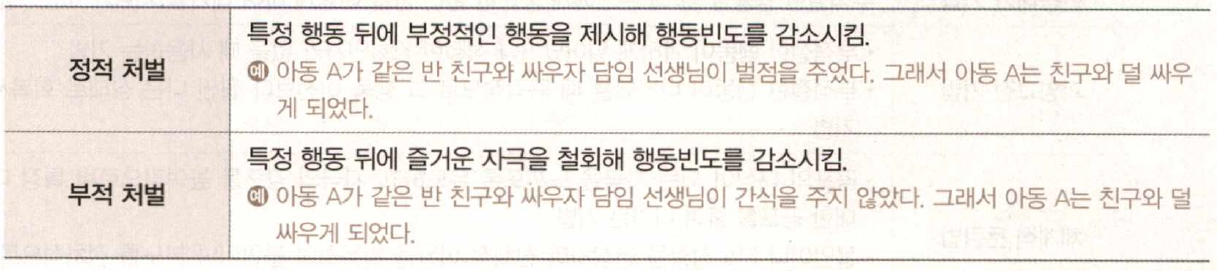 정적 처벌
특정 행동 뒤에 부정적인 행동을 제시해 행동빈도를 감소시킴.
예 아동 A가 같은 반 친구와 싸우자 담임 선생님이 벌점을 주었다. 그래서 아동 A는 친구와 덜 싸우
게 되었다.
부적 처벌
특정 행동 뒤에 즐거운 자극을 철회해 행동빈도를 감소시킴.
예 아동 A가 같은 반 친구와 싸우자 담임 선생님이 간식을 주지 않았다. 그래서 아동 A는 친구와 덜
싸우게 되었다.